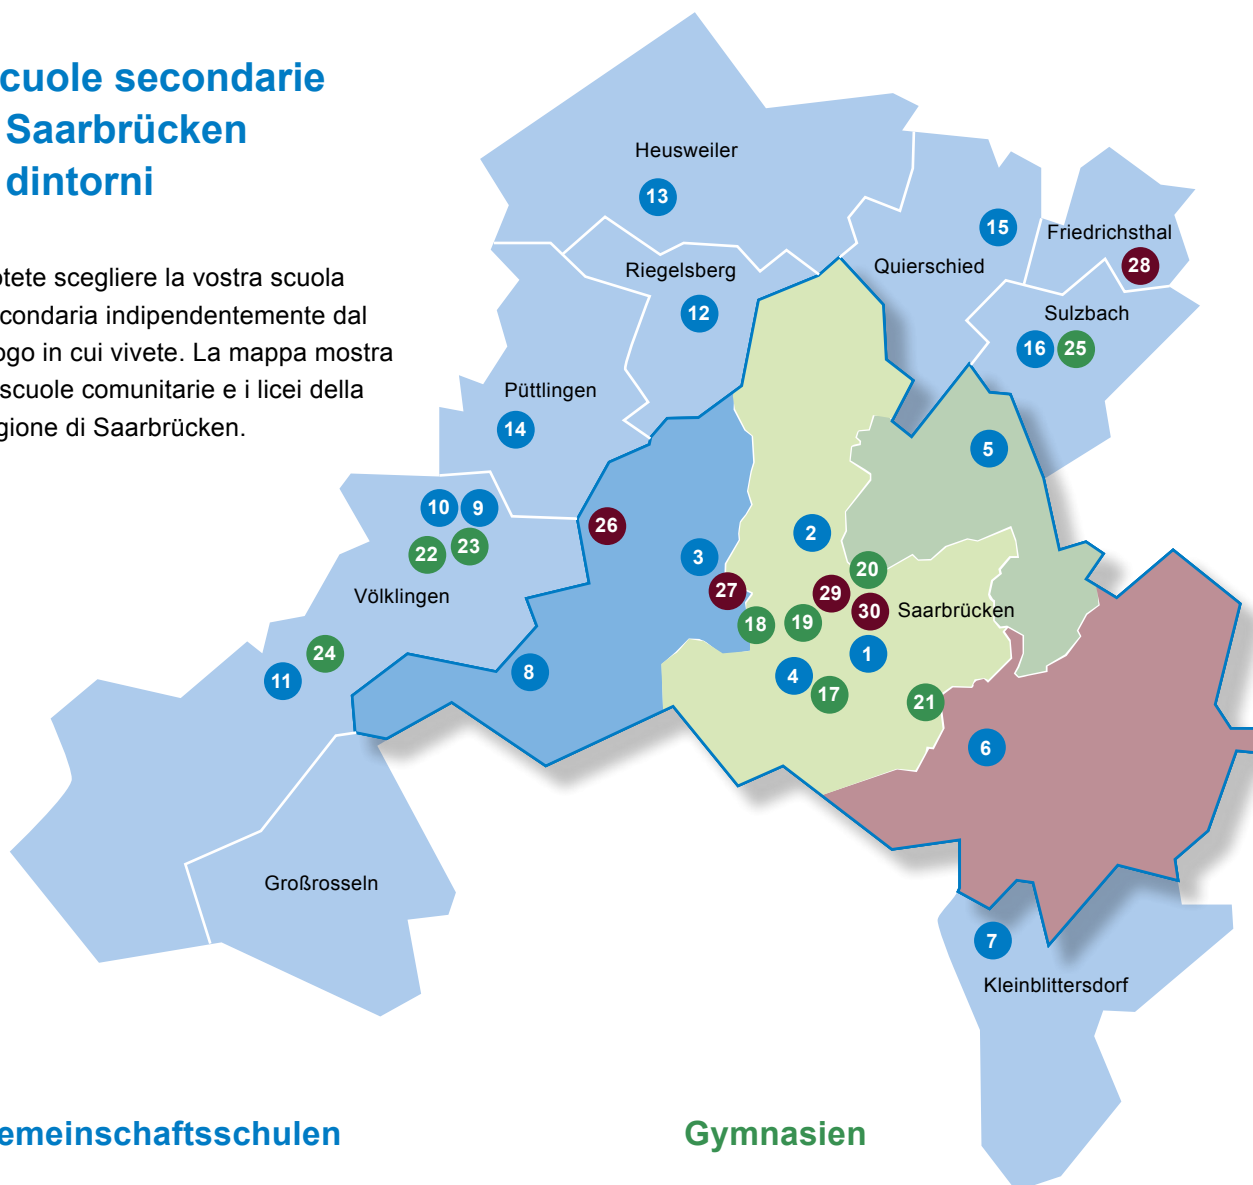 cuole secondarie
Saarbrücken
dintorni
otete scegliere la vostra scuola
condaria indipendentemente dal
ogo in cui vivete. La mappa mostra
scuole comunitarie e i licei della
gione di Saarbrücken.
Heusweiler
13
15
Friedrichsthal
28
Riegelsberg
12
Quierschied
Sulzbach
16
25
Püttlingen
14
5
10
9
22
23
Völklingen
26
3
2
27
29
20
30
Saarbrücken
18
19
24
11
8
1
4
17
21
6
Großrosseln
7
Kleinblittersdorf
emeinschaftsschulen
Gymnasien